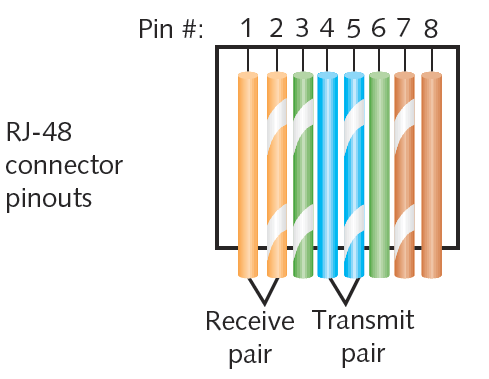 Pin #: 1 2 3 4 5 6 7 8
RJ-48
connector
pinouts
Receive
pair
Transmit
pair